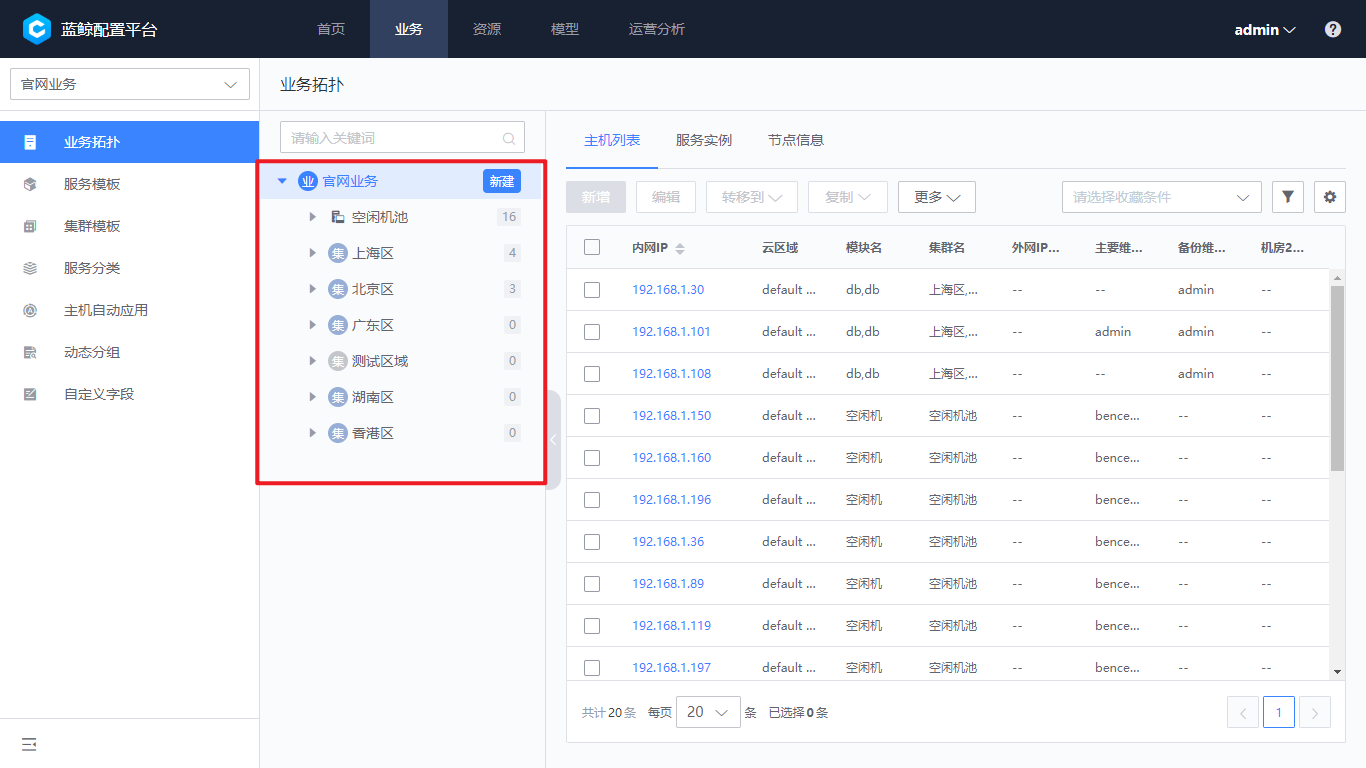 蓝鲸配置平台 首页 业务 资源 模型 运营分析 admin
官网业务
业务拓扑
服务模板
集群模板
服务分类
主机自动应用
动态分组
自定义字段
业务拓扑
请输入关键词
业 官网业务 新建
空闲机池 16
集 上海区 4
集 北京区 3
集 广东区 0
集 测试区域 0
集 湖南区 0
集 香港区 0
主机列表 服务实例 节点信息
新增 编辑 转移到 复制 更多 请选择收藏条件
内网IP 云区域 模块名 集群名 外网IP... 主要维... 备份维... 机房2...
192.168.1.30 default ... db,db 上海区,... -- -- admin --
192.168.1.101 default ... db,db 上海区,... -- admin admin --
192.168.1.108 default ... db,db 上海区,... -- -- admin --
192.168.1.150 default ... 空闲机 空闲机池 -- bence... -- --
192.168.1.160 default ... 空闲机 空闲机池 -- bence... -- --
192.168.1.196 default ... 空闲机 空闲机池 -- bence... -- --
192.168.1.36 default ... 空闲机 空闲机池 -- bence... -- --
192.168.1.89 default ... 空闲机 空闲机池 -- bence... -- --
192.168.1.119 default ... 空闲机 空闲机池 -- bence... -- --
192.168.1.197 default ... 空闲机 空闲机池 -- bence... -- --
共计20条 每页 20 条 已选择0条 1